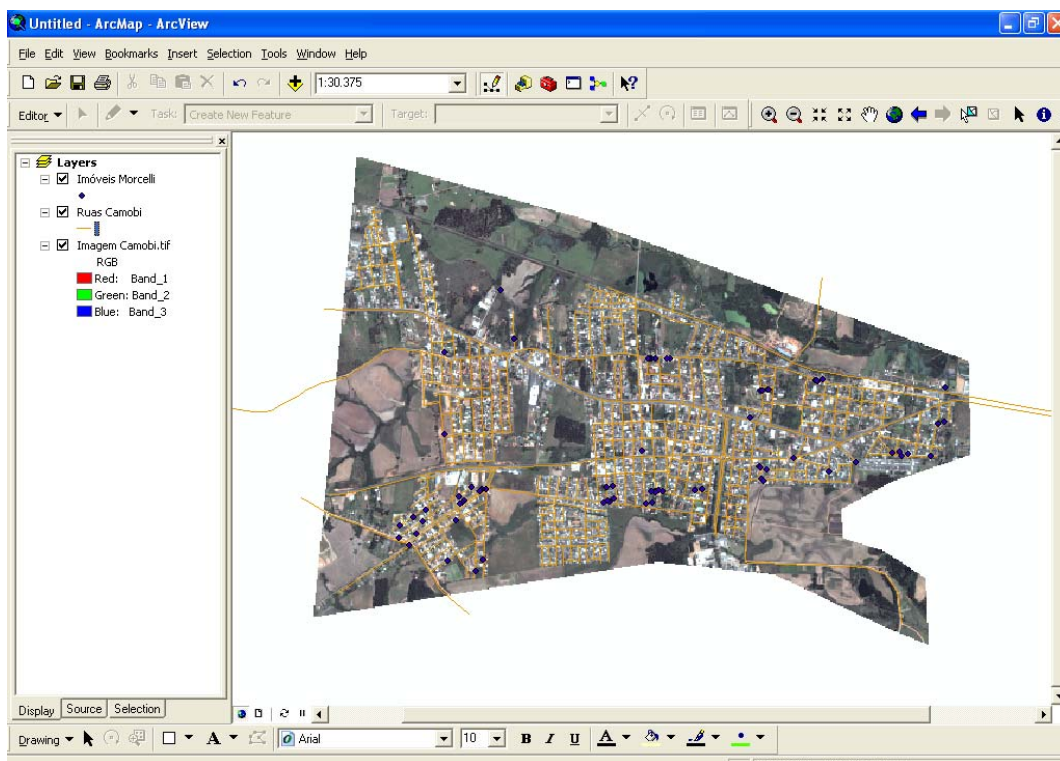 Untitled - ArcMap - ArcView
File Edit View Bookmarks Insert Selection Tools Window Help
1:30.375
Editor Task: Create New Feature Target:
Layers
Imóveis Morcelli
Ruas Camobi
Imagem Camobi.tif
RGB
Red: Band_1
Green: Band_2
Blue: Band_3
Display Source Selection
Drawing A Arial 10 B I U A